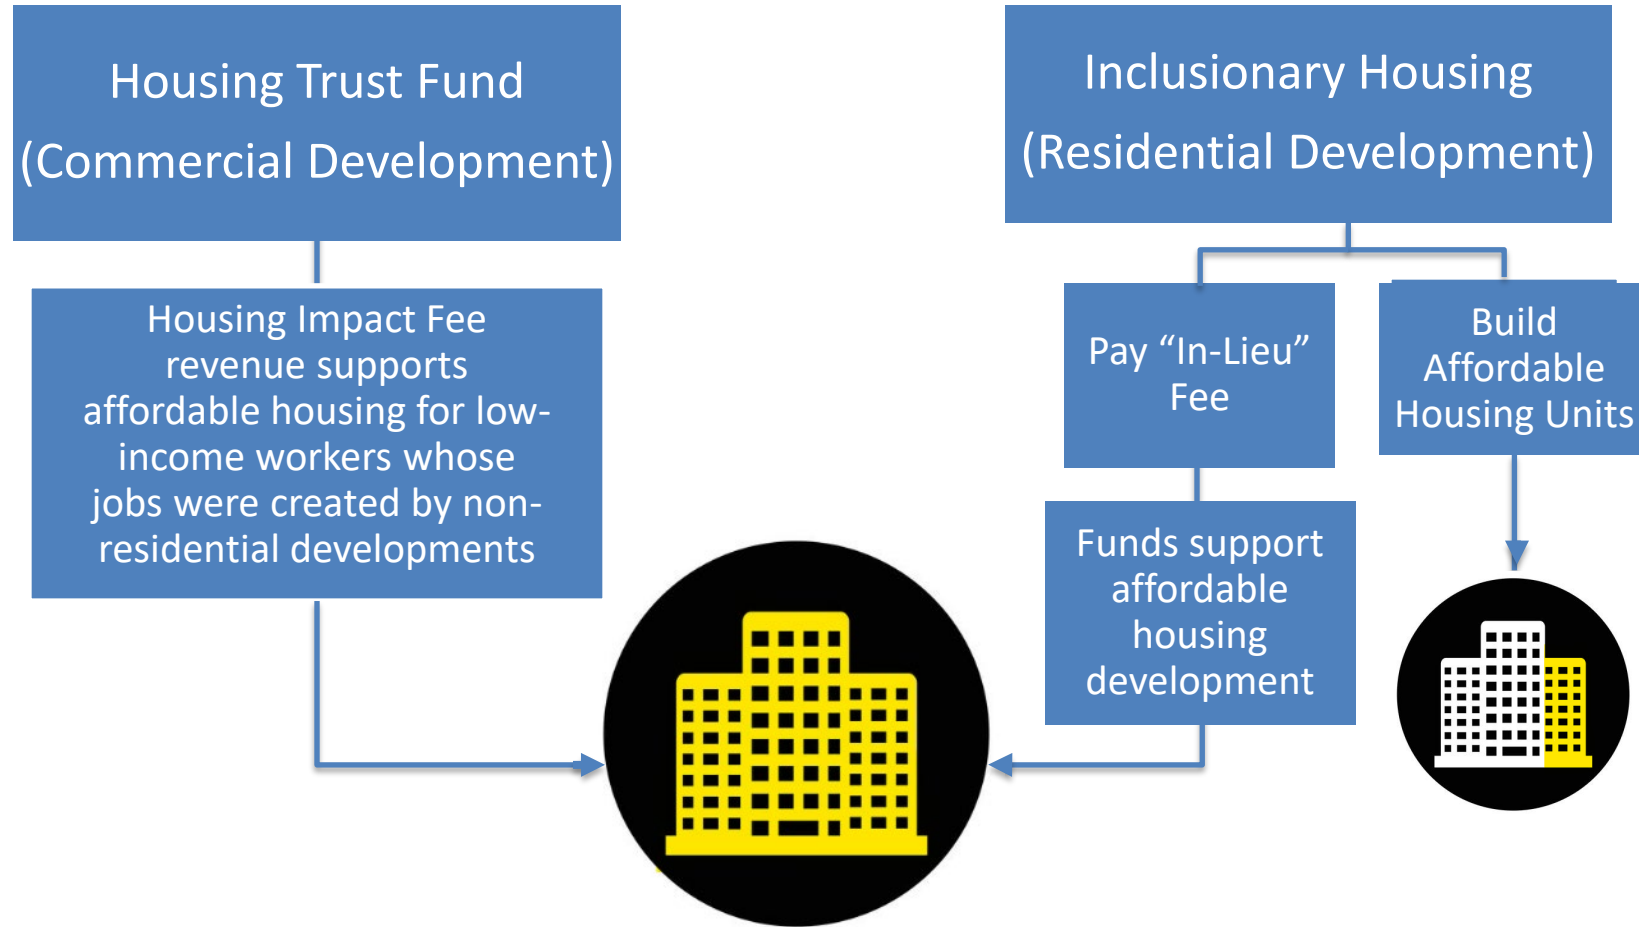 Housing Trust Fund
(Commercial Development)
Housing Impact Fee
revenue supports
affordable housing for low-
income workers whose
jobs were created by non-
residential developments
Inclusionary Housing
(Residential Development)
Pay “In-Lieu”
Fee
Funds support
affordable
housing
development
Build
Affordable
Housing Units